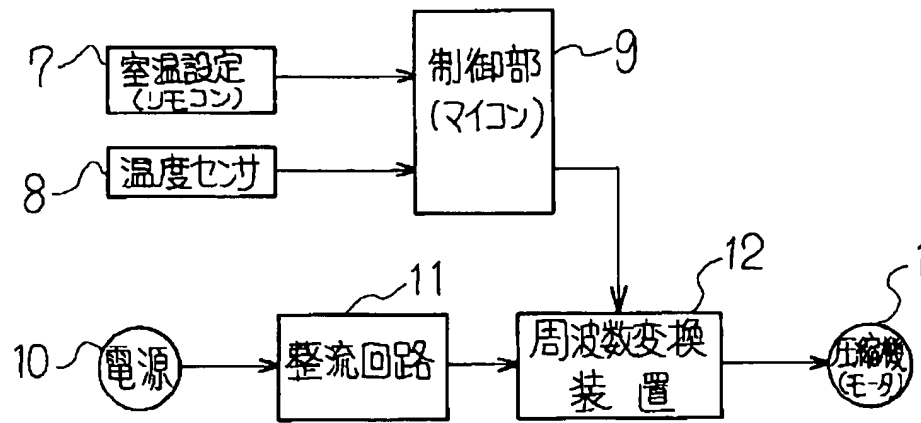 7
室温設定
(リモコン)
8
温度センサ
制御部
(マイコン)
9
10
電源
11
整流回路
12
周波数変換
装置
1
圧縮機
(モータ)